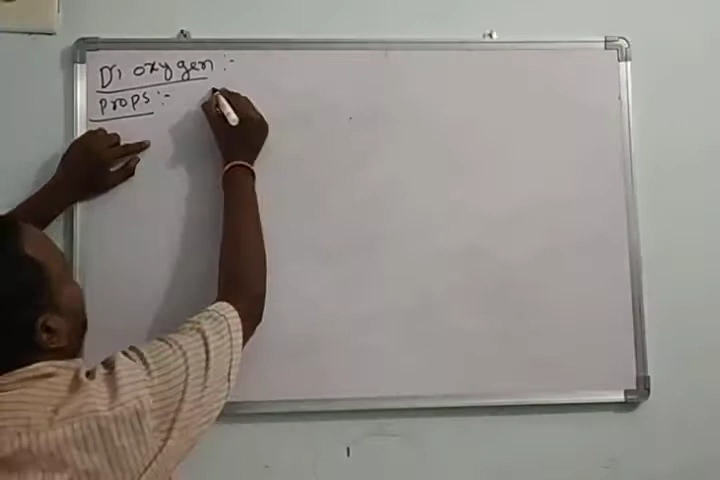 Di oxygen :-
Props :-